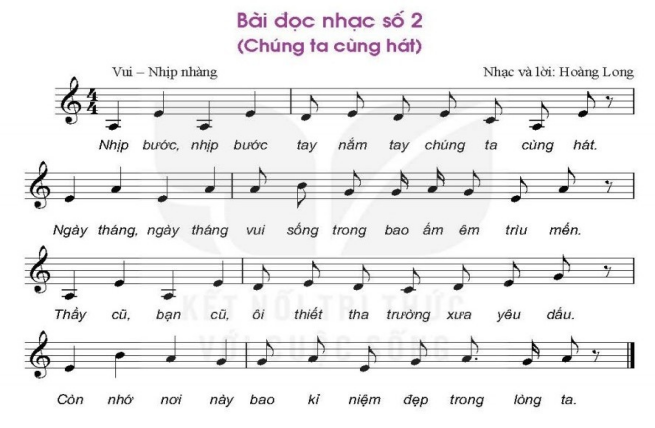 Bài đọc nhạc số 2
(Chúng ta cùng hát)
Vui – Nhịp nhàng
Nhạc và lời: Hoàng Long
4
4
Nhịp bước, nhịp bước tay nắm tay chúng ta cùng hát.
Ngày tháng, ngày tháng vui sống trong bao ấm êm trìu mến.
Thầy cũ, bạn cũ, ôi thiết tha trường xưa yêu dấu.
KẾT NỐI TRI THỨC
VỚI CUỘC SỐNG
Còn nhớ nơi này bao kỉ niệm đẹp trong lòng ta.